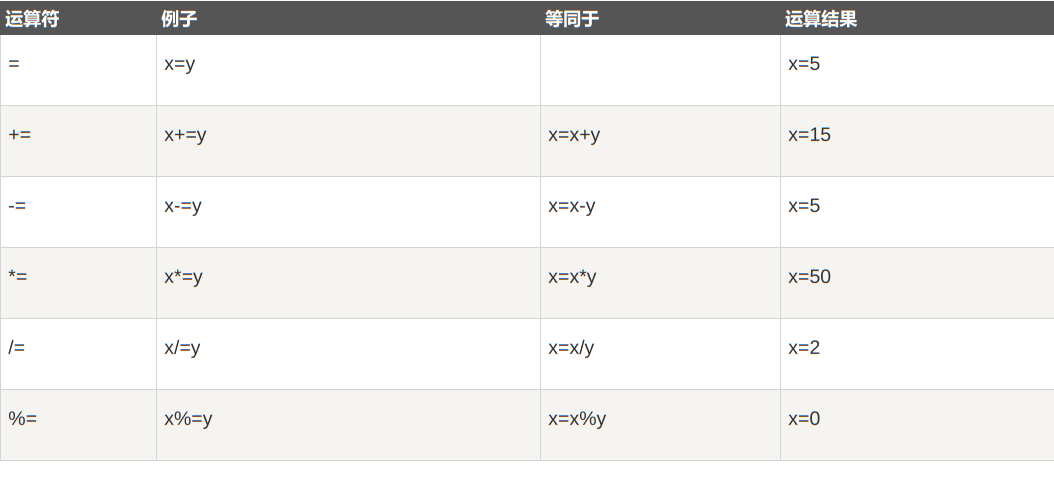 运算符 例子 等同于 运算结果
= x=y x=5
+= x+=y x=x+y x=15
-= x-=y x=x-y x=5
*= x*=y x=x*y x=50
/= x/=y x=x/y x=2
%= x%=y x=x%y x=0